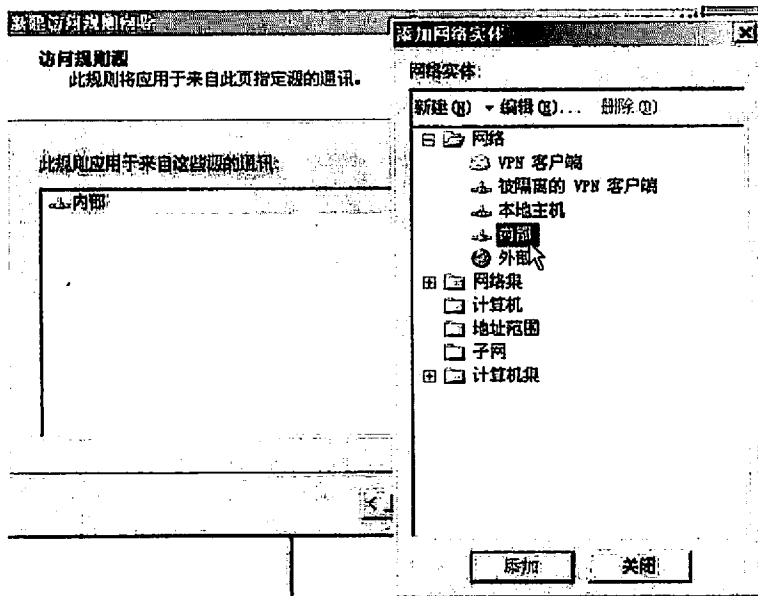 新建访问规则向导
访问规则源
此规则将应用于来自此页指定源的通讯。
此规则应用于来自这些源的通讯:
内部
添加网络实体
网络实体:
新建(N) 编辑(E)... 删除(D)
网络
VPN 客户端
被隔离的 VPN 客户端
本地主机
内部
外部
网络集
计算机
地址范围
子网
计算机集
<
添加 关闭